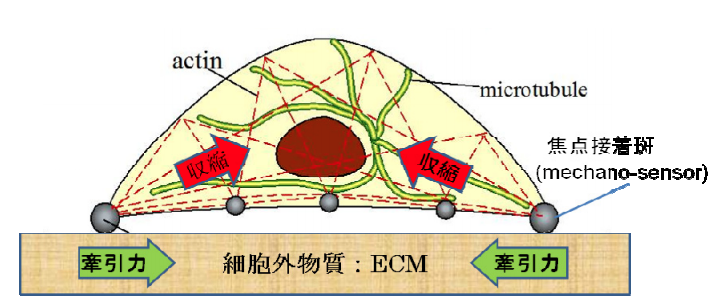 actin
microtubule
焦点接着斑
(mechano-sensor)
収縮
収縮
牽引力
細胞外物質：ECM
牽引力